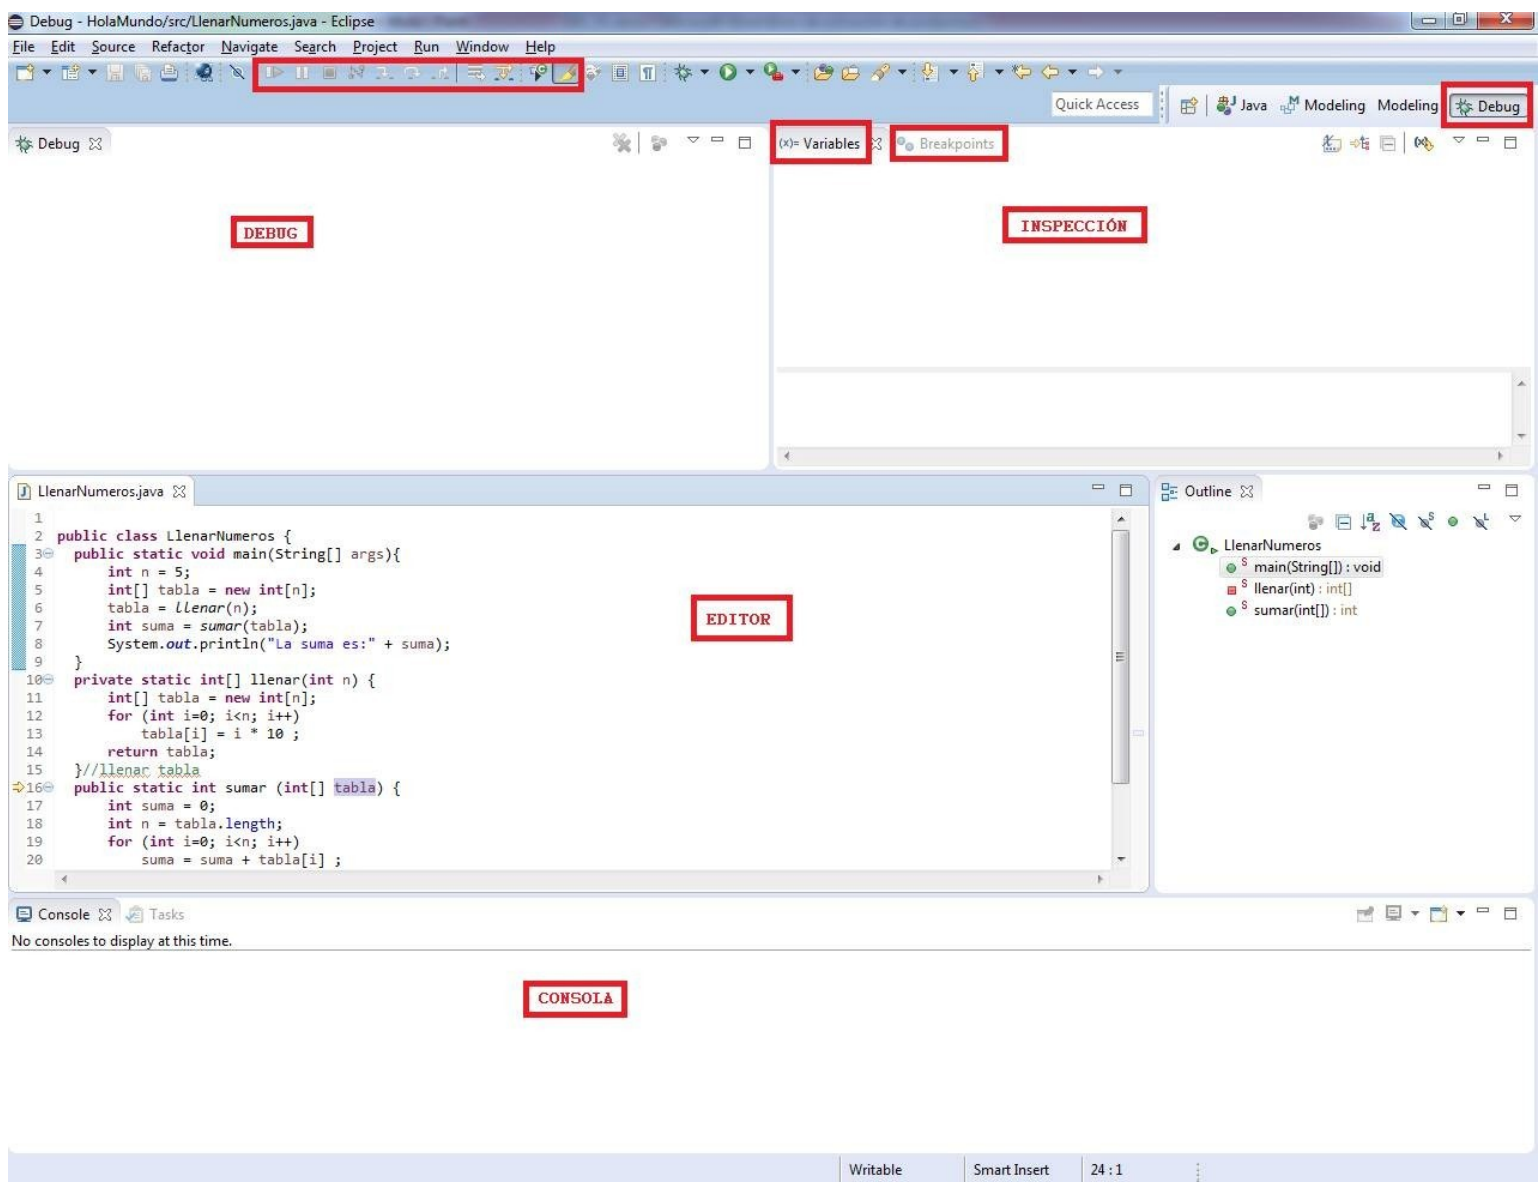 Debug - HolaMundo/src/LlenarNumeros.java - Eclipse
File Edit Source Refactor Navigate Search Project Run Window Help
Quick Access Java Modeling Modeling Debug
Debug
(x)= Variables Breakpoints
DEBUG
INSPECCIÓN
LlenarNumeros.java
1
2 public class LlenarNumeros {
3 public static void main(String[] args){
4 int n = 5;
5 int[] tabla = new int[n];
6 tabla = llenar(n);
7 int suma = sumar(tabla);
8 System.out.println("La suma es:" + suma);
9 }
10 private static int[] llenar(int n) {
11 int[] tabla = new int[n];
12 for (int i=0; i<n; i++)
13 tabla[i] = i * 10 ;
14 return tabla;
15 }//llenar tabla
16 public static int sumar (int[] tabla) {
17 int suma = 0;
18 int n = tabla.length;
19 for (int i=0; i<n; i++)
20 suma = suma + tabla[i] ;
EDITOR
Outline
LlenarNumeros
main(String[]) : void
llenar(int) : int[]
sumar(int[]) : int
Console Tasks
No consoles to display at this time.
CONSOLA
Writable Smart Insert 24 : 1